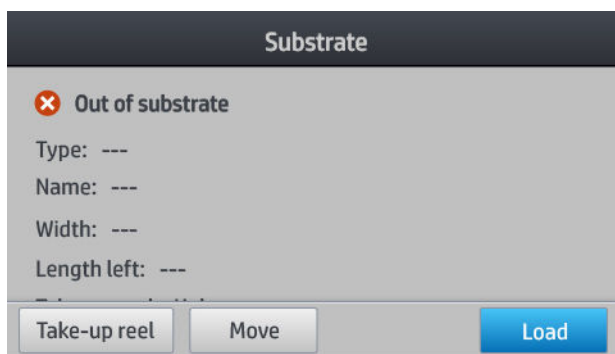 Substrate
Out of substrate
Type: ---
Name: ---
Width: ---
Length left: ---
Take-up reel
Move
Load